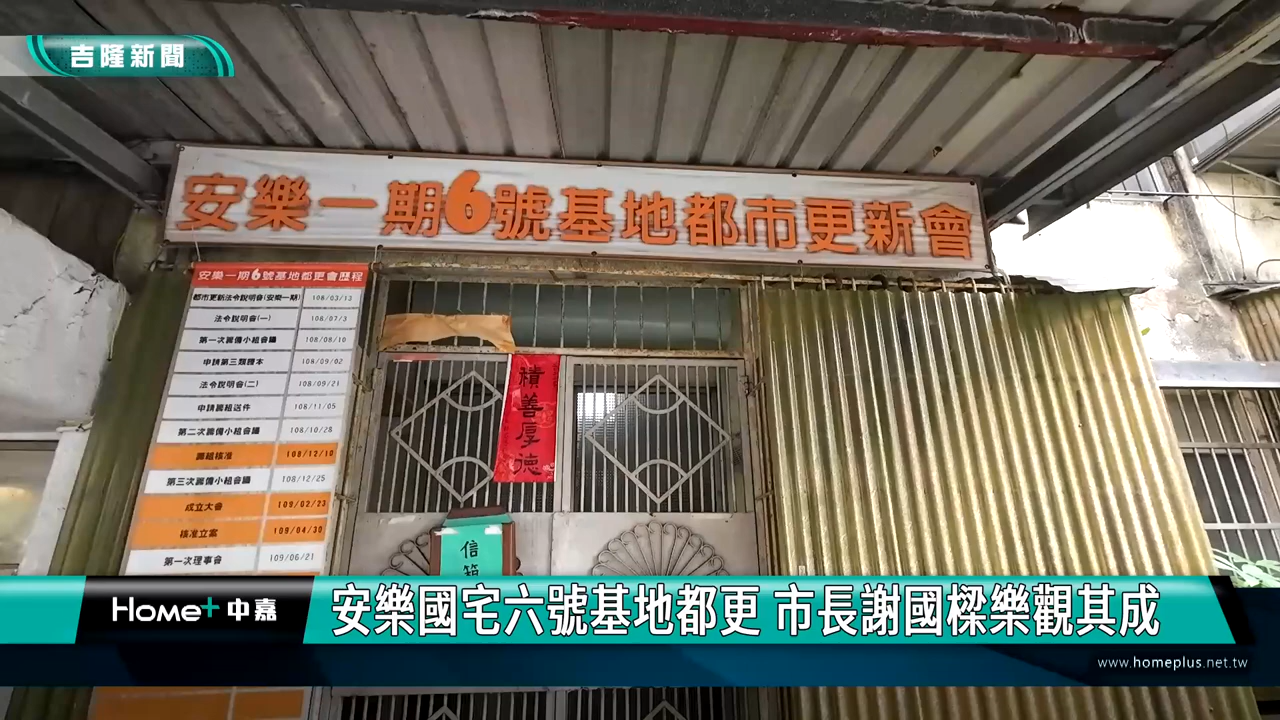 吉隆新聞
安樂一期6號基地都市更新會
安樂一期6號基地都更會歷程
都市更新法令說明會(安樂一期) 108/03/13
法令說明會(一) 108/07/3
第一次籌備小組會議 108/08/10
申請第三類謄本 108/09/02
法令說明會(二) 108/09/21
申請籌組送件 108/11/05
第二次籌備小組會議 108/10/28
籌組核准 108/12/10
第三次籌備小組會議 108/12/25
成立大會 109/02/23
核准立案 109/04/30
第一次理事會 109/06/21
積善厚德
信箱
Home+中嘉
安樂國宅六號基地都更 市長謝國樑樂觀其成
www.homeplus.net.tw